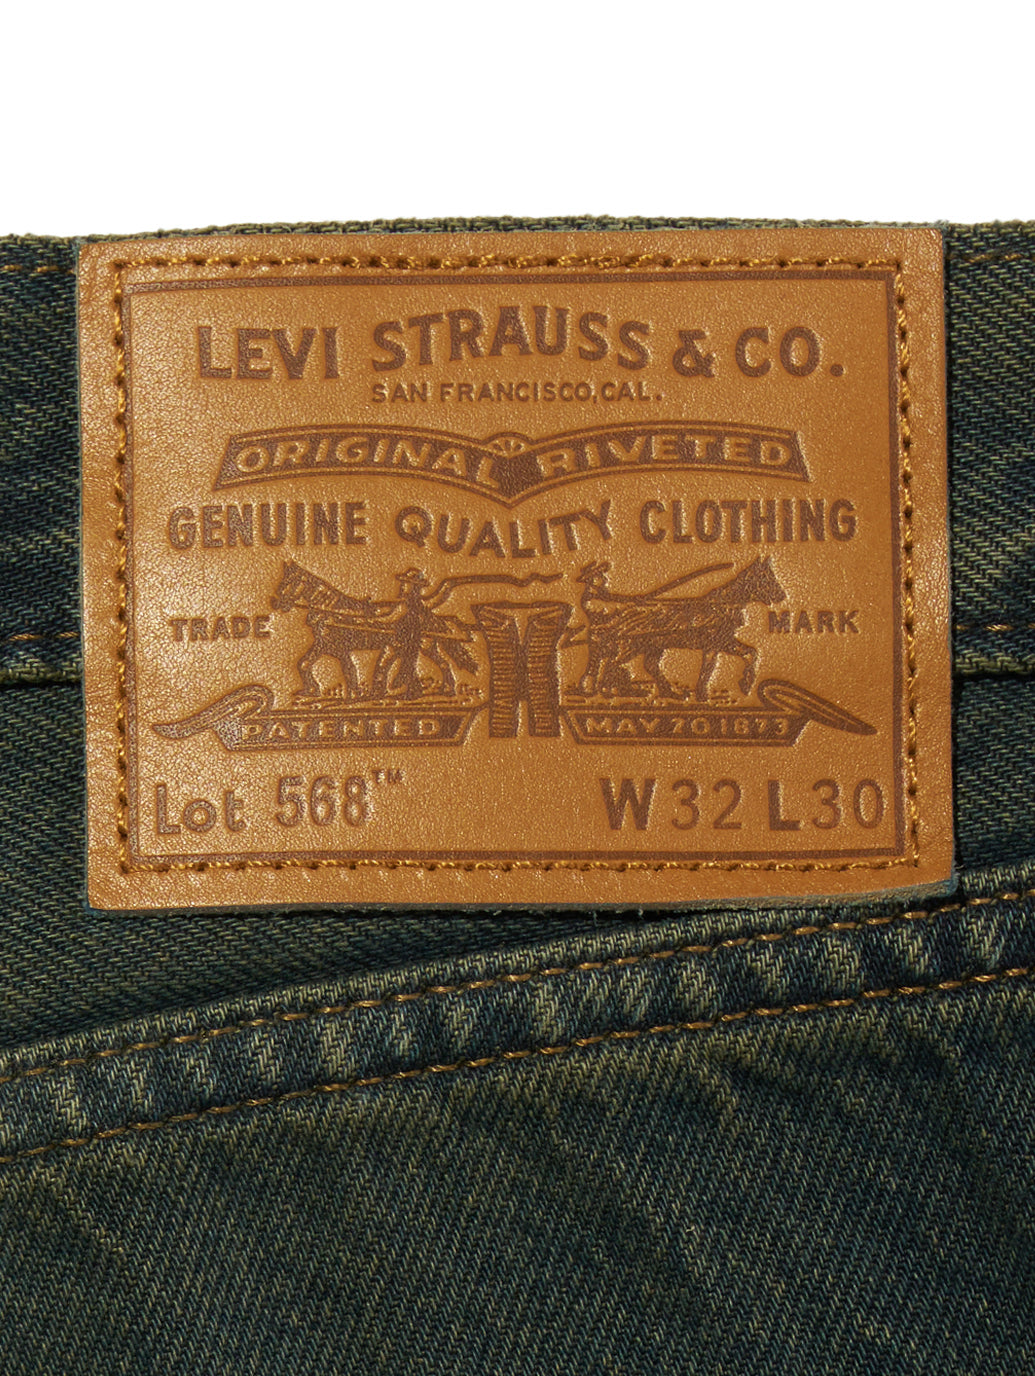 LEVI STRAUSS & CO.
SAN FRANCISCO, CAL.
ORIGINAL RIVETED
GENUINE QUALITY CLOTHING
TRADE MARK
PATENTED MAY 20 1873
Lot 568™ W32 L30